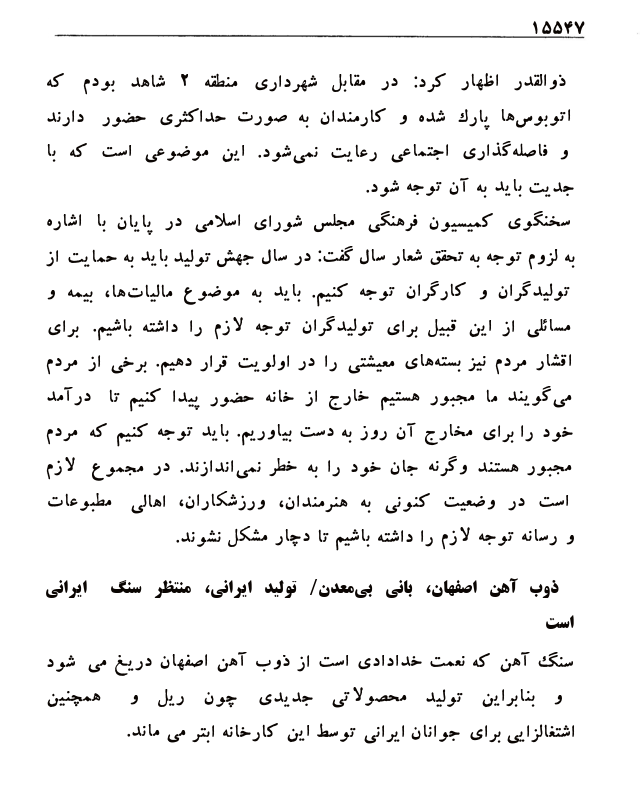 ۱۵۵۴۷
ذوالقدر اظهار کرد: در مقابل شهرداری منطقه ۲ شاهد بودم که
اتوبوس‌ها پارک شده و کارمندان به صورت حداکثری حضور دارند
و فاصله‌گذاری اجتماعی رعایت نمی‌شود. این موضوعی است که با
جدیت باید به آن توجه شود.
سخنگوی کمیسیون فرهنگی مجلس شورای اسلامی در پایان با اشاره
به لزوم توجه به تحقق شعار سال گفت: در سال جهش تولید باید به حمایت از
تولیدگران و کارگران توجه کنیم. باید به موضوع مالیات‌ها، بیمه و
مسائلی از این قبیل برای تولیدگران توجه لازم را داشته باشیم. برای
اقشار مردم نیز بسته‌های معیشتی را در اولویت قرار دهیم. برخی از مردم
می‌گویند ما مجبور هستیم خارج از خانه حضور پیدا کنیم تا درآمد
خود را برای مخارج آن روز به دست بیاوریم. باید توجه کنیم که مردم
مجبور هستند وگرنه جان خود را به خطر نمی‌اندازند. در مجموع لازم
است در وضعیت کنونی به هنرمندان، ورزشکاران، اهالی مطبوعات
و رسانه توجه لازم را داشته باشیم تا دچار مشکل نشوند.
ذوب آهن اصفهان، بانی بی‌معدن/ تولید ایرانی، منتظر سنگ ایرانی
است
سنگ آهن که نعمت خدادادی است از ذوب آهن اصفهان دریغ می شود
و بنابراین تولید محصولاتی جدیدی چون ریل و همچنین
اشتغالزایی برای جوانان ایرانی توسط این کارخانه ابتر می ماند.